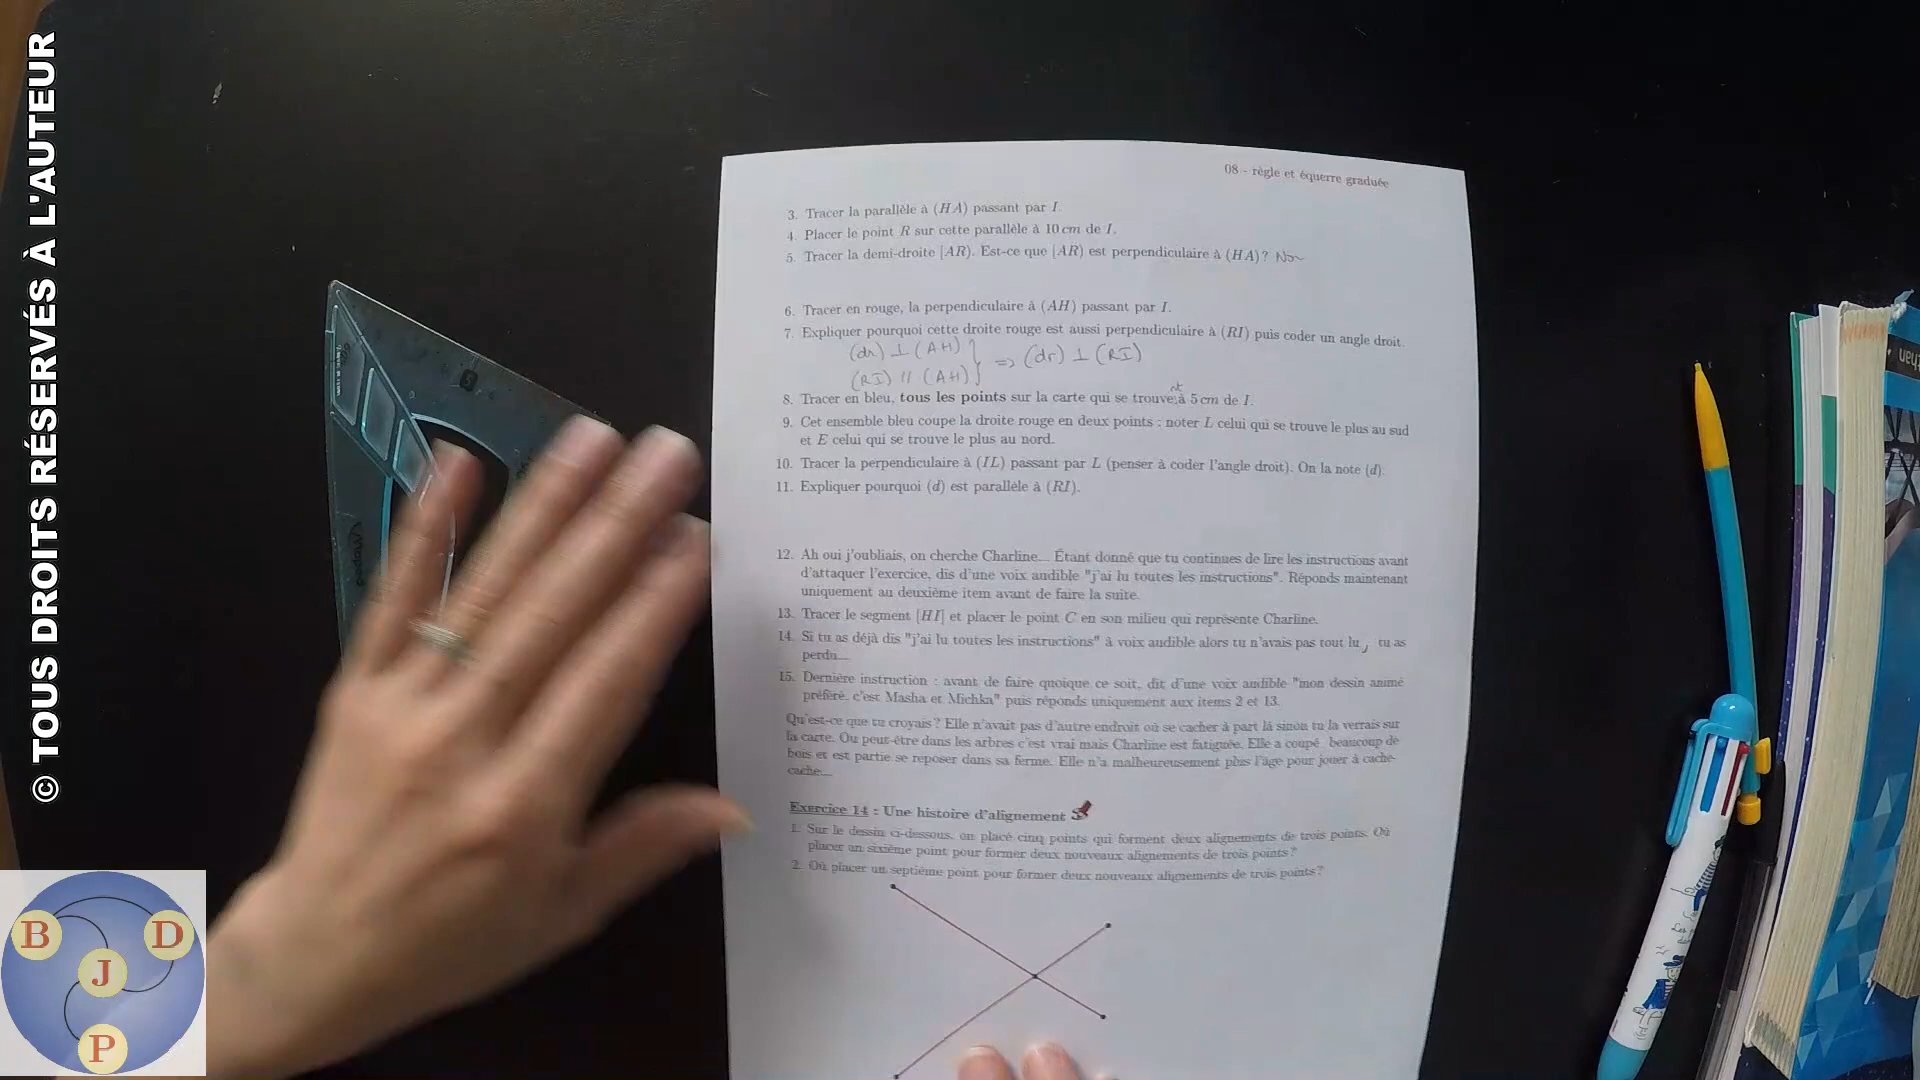 © TOUS DROITS RÉSERVÉS À L'AUTEUR
08 - règle et équerre graduée
3. Tracer la parallèle à (HA) passant par I.
4. Placer le point R sur cette parallèle à 10 cm de I.
5. Tracer la demi-droite [AR). Est-ce que [AR) est perpendiculaire à (HA) ? Non
6. Tracer en rouge, la perpendiculaire à (AH) passant par I.
7. Expliquer pourquoi cette droite rouge est aussi perpendiculaire à (RI) puis coder un angle droit.
(dr) ⊥ (AH) }
(RI) // (AH) } => (dr) ⊥ (RI)
nt
8. Tracer en bleu, tous les points sur la carte qui se trouve à 5 cm de I.
9. Cet ensemble bleu coupe la droite rouge en deux points : noter L celui qui se trouve le plus au sud
et E celui qui se trouve le plus au nord.
10. Tracer la perpendiculaire à (IL) passant par L (penser à coder l'angle droit). On la note (d).
11. Expliquer pourquoi (d) est parallèle à (RI).
12. Ah oui j'oubliais, on cherche Charline... Étant donné que tu continues de lire les instructions avant
d'attaquer l'exercice, dis d'une voix audible "j'ai lu toutes les instructions". Réponds maintenant
uniquement au deuxième item avant de faire la suite.
13. Tracer le segment [HI] et placer le point C en son milieu qui représente Charline.
14. Si tu as déjà dis "j'ai lu toutes les instructions" à voix audible alors tu n'avais pas tout lu, tu as
perdu...
15. Dernière instruction : avant de faire quoique ce soit, dit d'une voix audible "mon dessin animé
préféré, c'est Masha et Michka" puis réponds uniquement aux items 2 et 13.
Qu'est-ce que tu croyais ? Elle n'avait pas d'autre endroit où se cacher à part là sinon tu la verrais sur
la carte. Ou peut-être dans les arbres c'est vrai mais Charline est fatiguée. Elle a coupé beaucoup de
bois et est partie se reposer dans sa ferme. Elle n'a malheureusement plus l'âge pour jouer à cache-
cache...
Exercice 14 : Une histoire d'alignement
1. Sur le dessin ci-dessous, on placé cinq points qui forment deux alignements de trois points. Où
placer un sixième point pour former deux nouveaux alignements de trois points ?
2. Où placer un septième point pour former deux nouveaux alignements de trois points ?
B
D
J
P